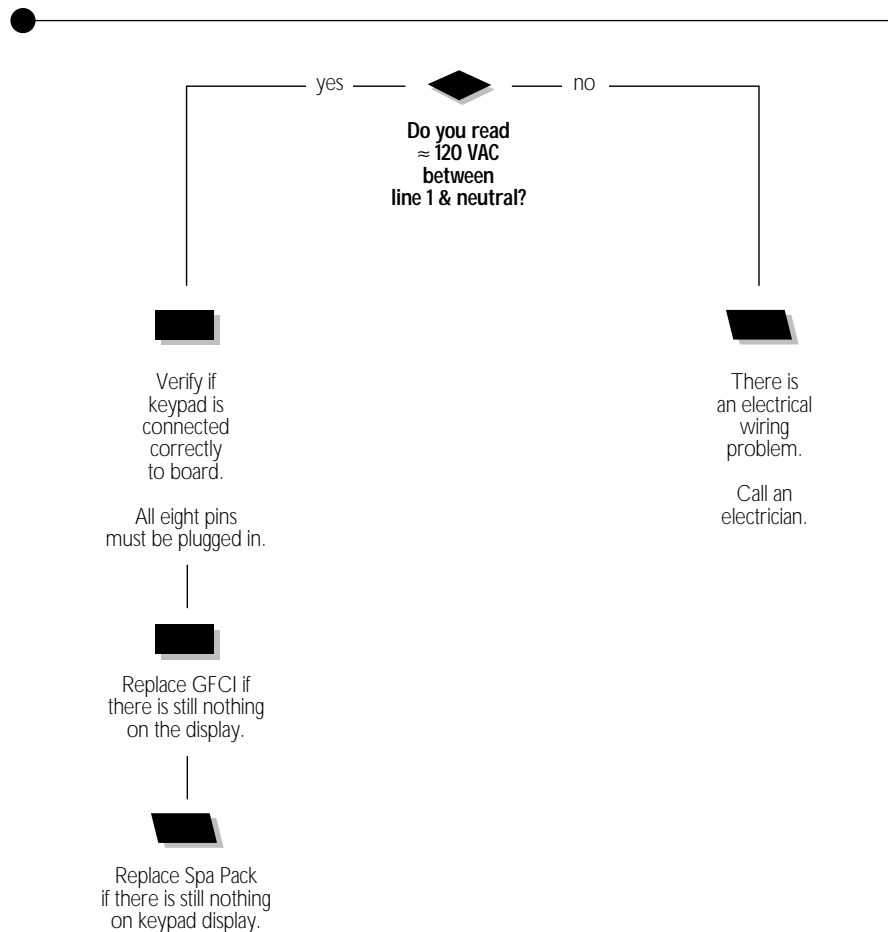 yes
no
Do you read
≈ 120 VAC
between
line 1 & neutral?
Verify if
keypad is
connected
correctly
to board.
All eight pins
must be plugged in.
There is
an electrical
wiring
problem.
Call an
electrician.
Replace GFCI if
there is still nothing
on the display.
Replace Spa Pack
if there is still nothing
on keypad display.